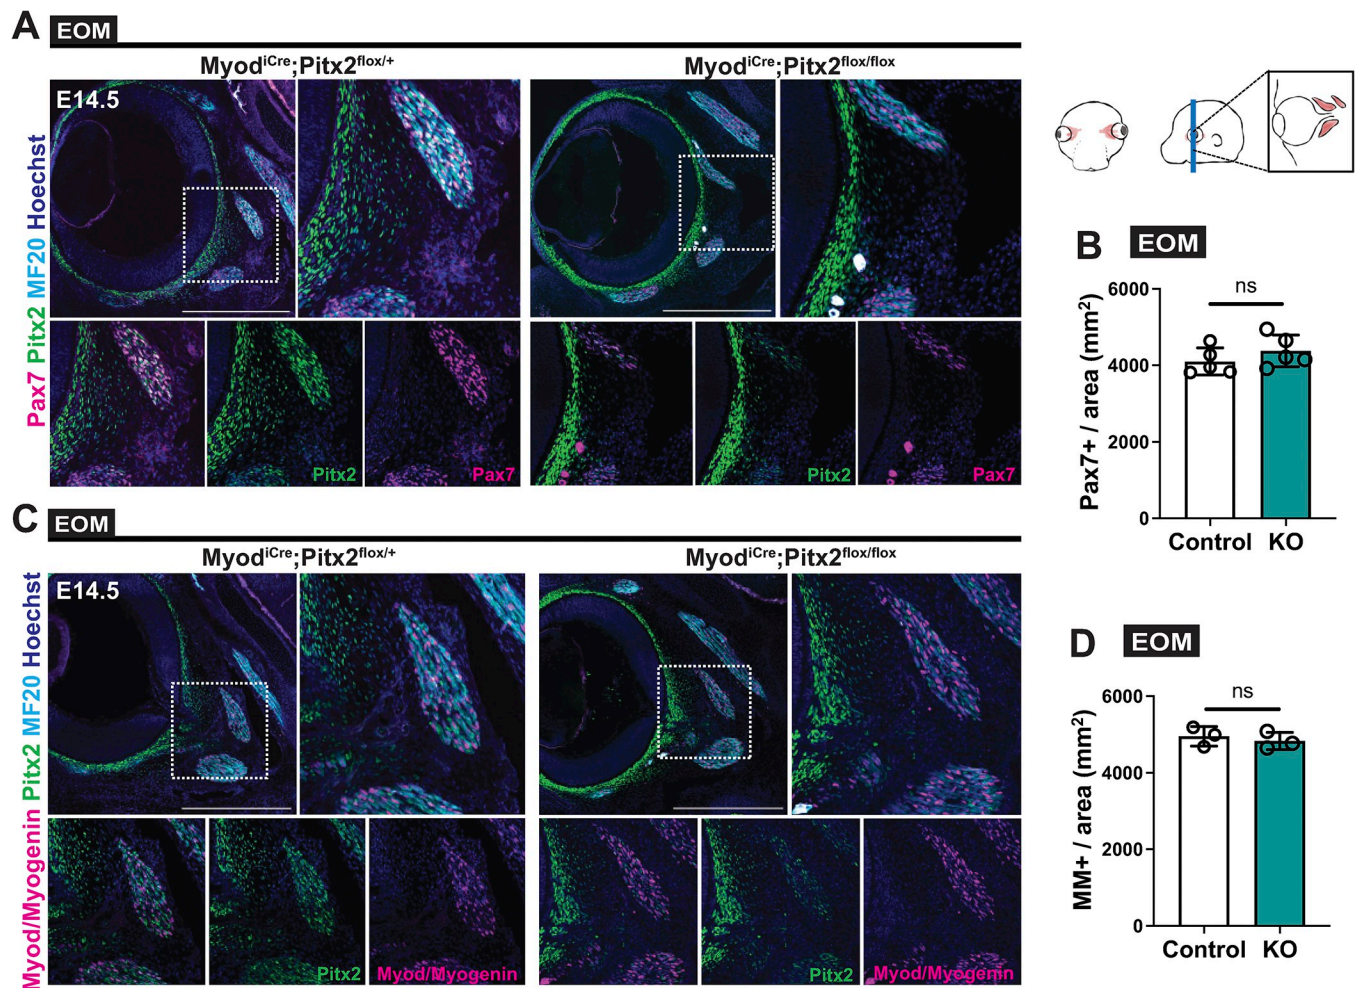 A
EOM
Myod^iCre;Pitx2^flox/+
Myod^iCre;Pitx2^flox/flox
Pax7 Pitx2 MF20 Hoechst
E14.5
Pitx2
Pax7
Pitx2
Pax7
B
EOM
Pax7+ / area (mm²)
6000
4000
2000
0
ns
Control KO
C
EOM
Myod^iCre;Pitx2^flox/+
Myod^iCre;Pitx2^flox/flox
Myod/Myogenin Pitx2 MF20 Hoechst
E14.5
Pitx2
Myod/Myogenin
Pitx2
Myod/Myogenin
D
EOM
MM+ / area (mm²)
6000
4000
2000
0
ns
Control KO